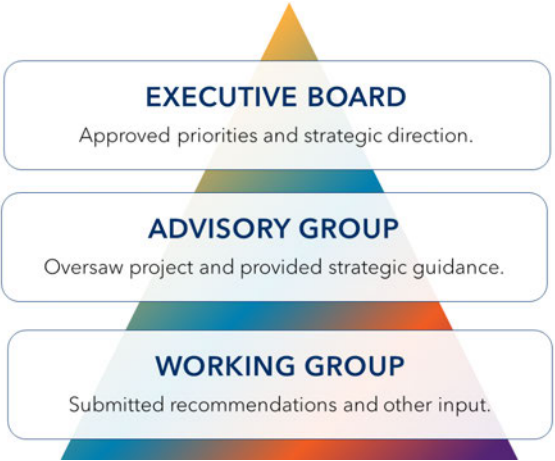 EXECUTIVE BOARD
Approved priorities and strategic direction.
ADVISORY GROUP
Oversaw project and provided strategic guidance.
WORKING GROUP
Submitted recommendations and other input.